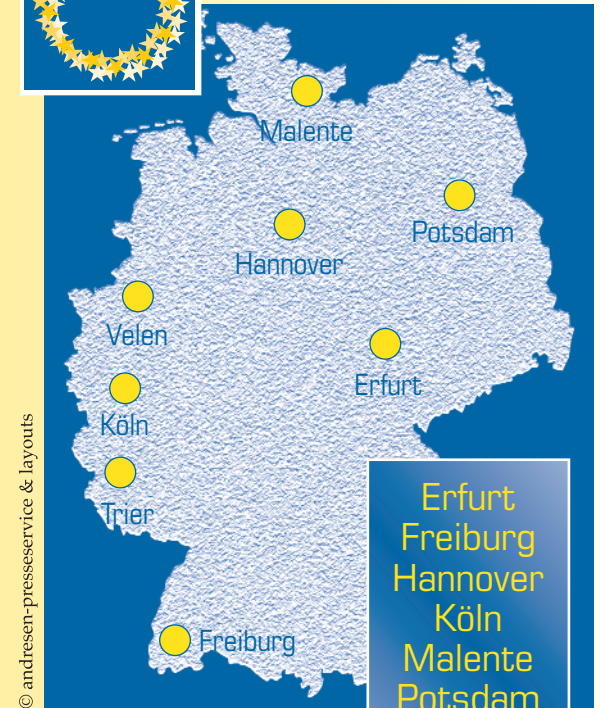 Malente
Potsdam
Hannover
Velen
Erfurt
Köln
Trier
Freiburg
Erfurt
Freiburg
Hannover
Köln
Malente
Potsdam
© andresen-presseservice & layouts